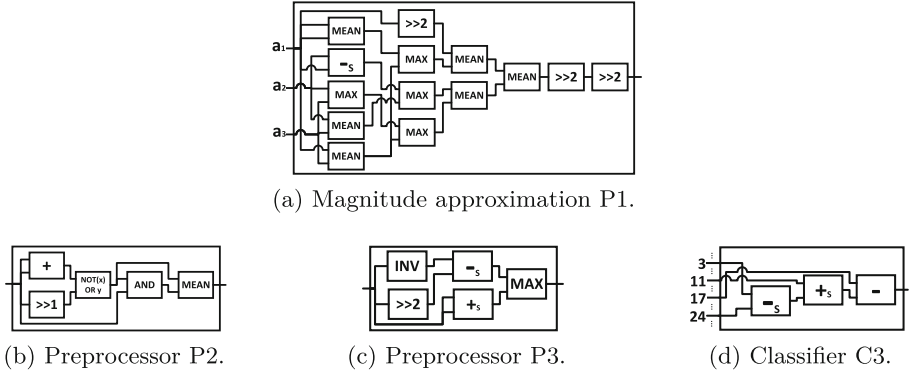 >>2
MEAN
a1
MAX
MEAN
-s
MEAN
>>2
>>2
a2
MAX
MAX
MEAN
MEAN
a3
MAX
MEAN
(a) Magnitude approximation P1.
+
NOT(x)
OR y
AND
MEAN
>>1
(b) Preprocessor P2.
INV
-s
MAX
>>2
+s
(c) Preprocessor P3.
3
11
17
24
-s
+s
-
(d) Classifier C3.